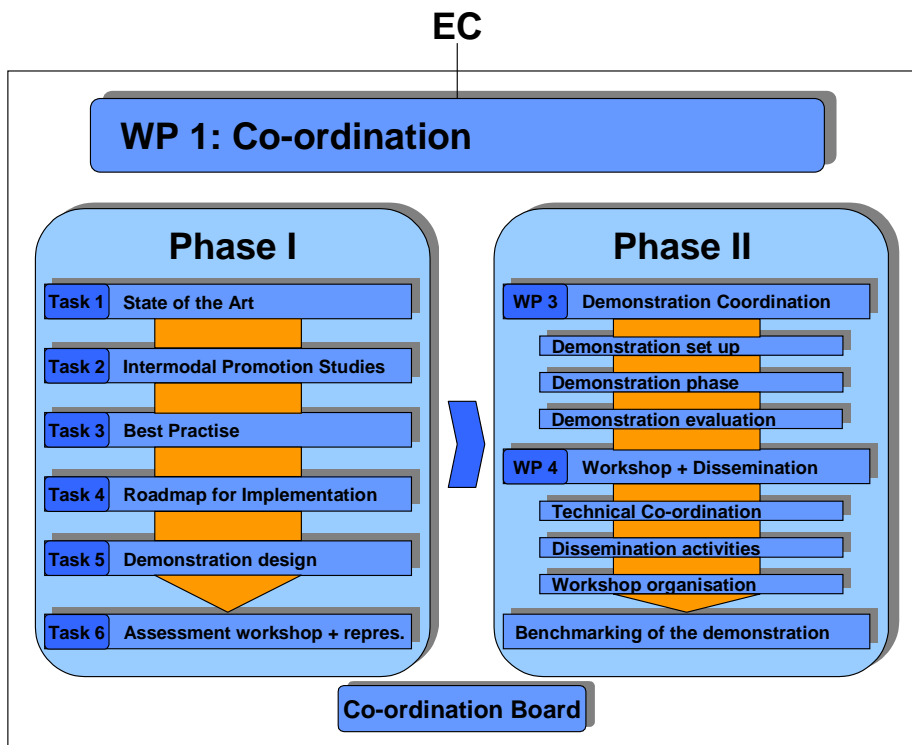 EC
WP 1: Co-ordination
Phase I
Task 1 State of the Art
Task 2 Intermodal Promotion Studies
Task 3 Best Practise
Task 4 Roadmap for Implementation
Task 5 Demonstration design
Task 6 Assessment workshop + repres.
Phase II
WP 3 Demonstration Coordination
Demonstration set up
Demonstration phase
Demonstration evaluation
WP 4 Workshop + Dissemination
Technical Co-ordination
Dissemination activities
Workshop organisation
Benchmarking of the demonstration
Co-ordination Board